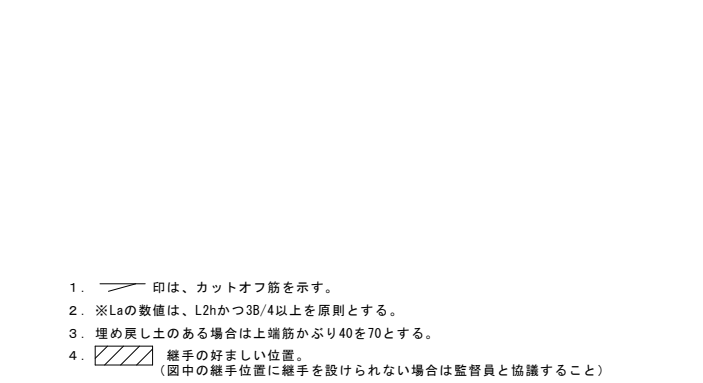 １． 印は、カットオフ筋を示す。
２．※Laの数値は、L2hかつ3B/4以上を原則とする。
３．埋め戻し土のある場合は上端筋かぶり40を70とする。
４． 継手の好ましい位置。
（図中の継手位置に継手を設けられない場合は監督員と協議すること）